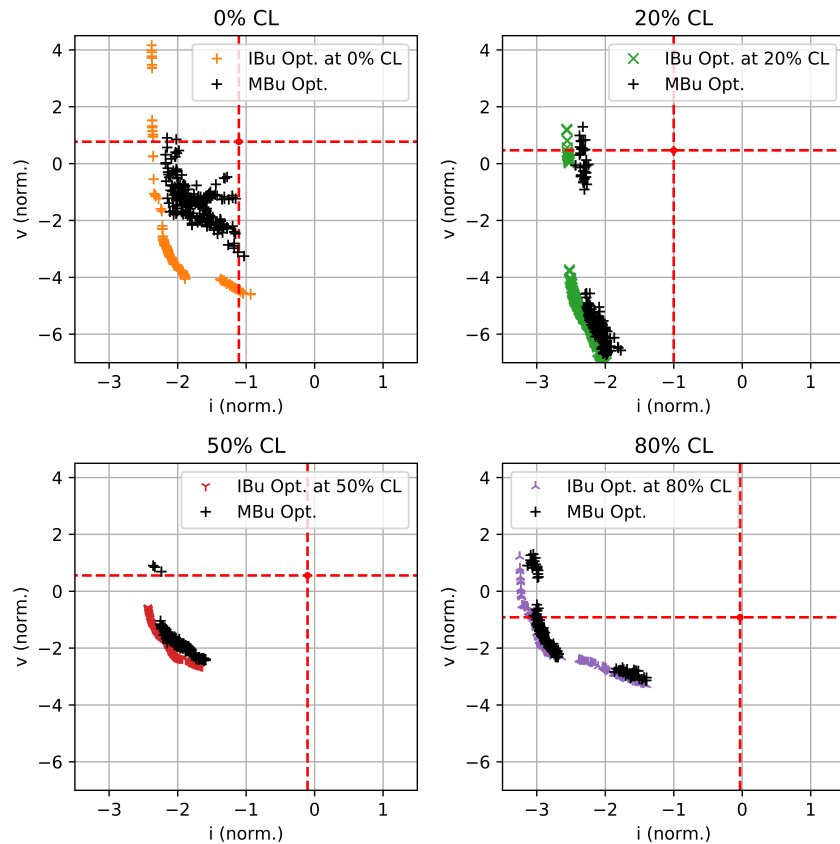 0% CL
IBu Opt. at 0% CL
MBu Opt.
4
2
0
−2
−4
−6
v (norm.)
−3 −2 −1 0 1
i (norm.)
20% CL
IBu Opt. at 20% CL
MBu Opt.
4
2
0
−2
−4
−6
v (norm.)
−3 −2 −1 0 1
i (norm.)
50% CL
IBu Opt. at 50% CL
MBu Opt.
4
2
0
−2
−4
−6
v (norm.)
−3 −2 −1 0 1
i (norm.)
80% CL
IBu Opt. at 80% CL
MBu Opt.
4
2
0
−2
−4
−6
v (norm.)
−3 −2 −1 0 1
i (norm.)